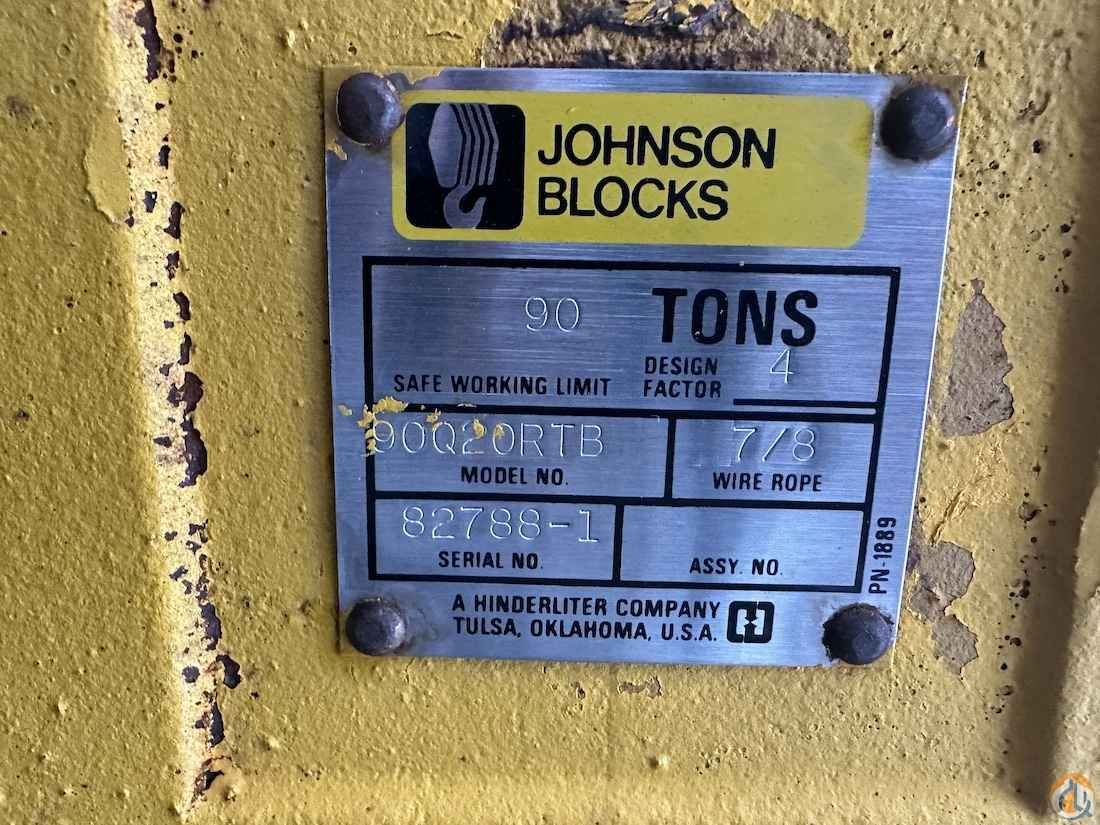 JOHNSON
BLOCKS
90 TONS
SAFE WORKING LIMIT DESIGN FACTOR 4
90Q20RTB 7/8
MODEL NO. WIRE ROPE
82788-1
SERIAL NO. ASSY. NO.
PN-1889
A HINDERLITER COMPANY
TULSA, OKLAHOMA, U.S.A.